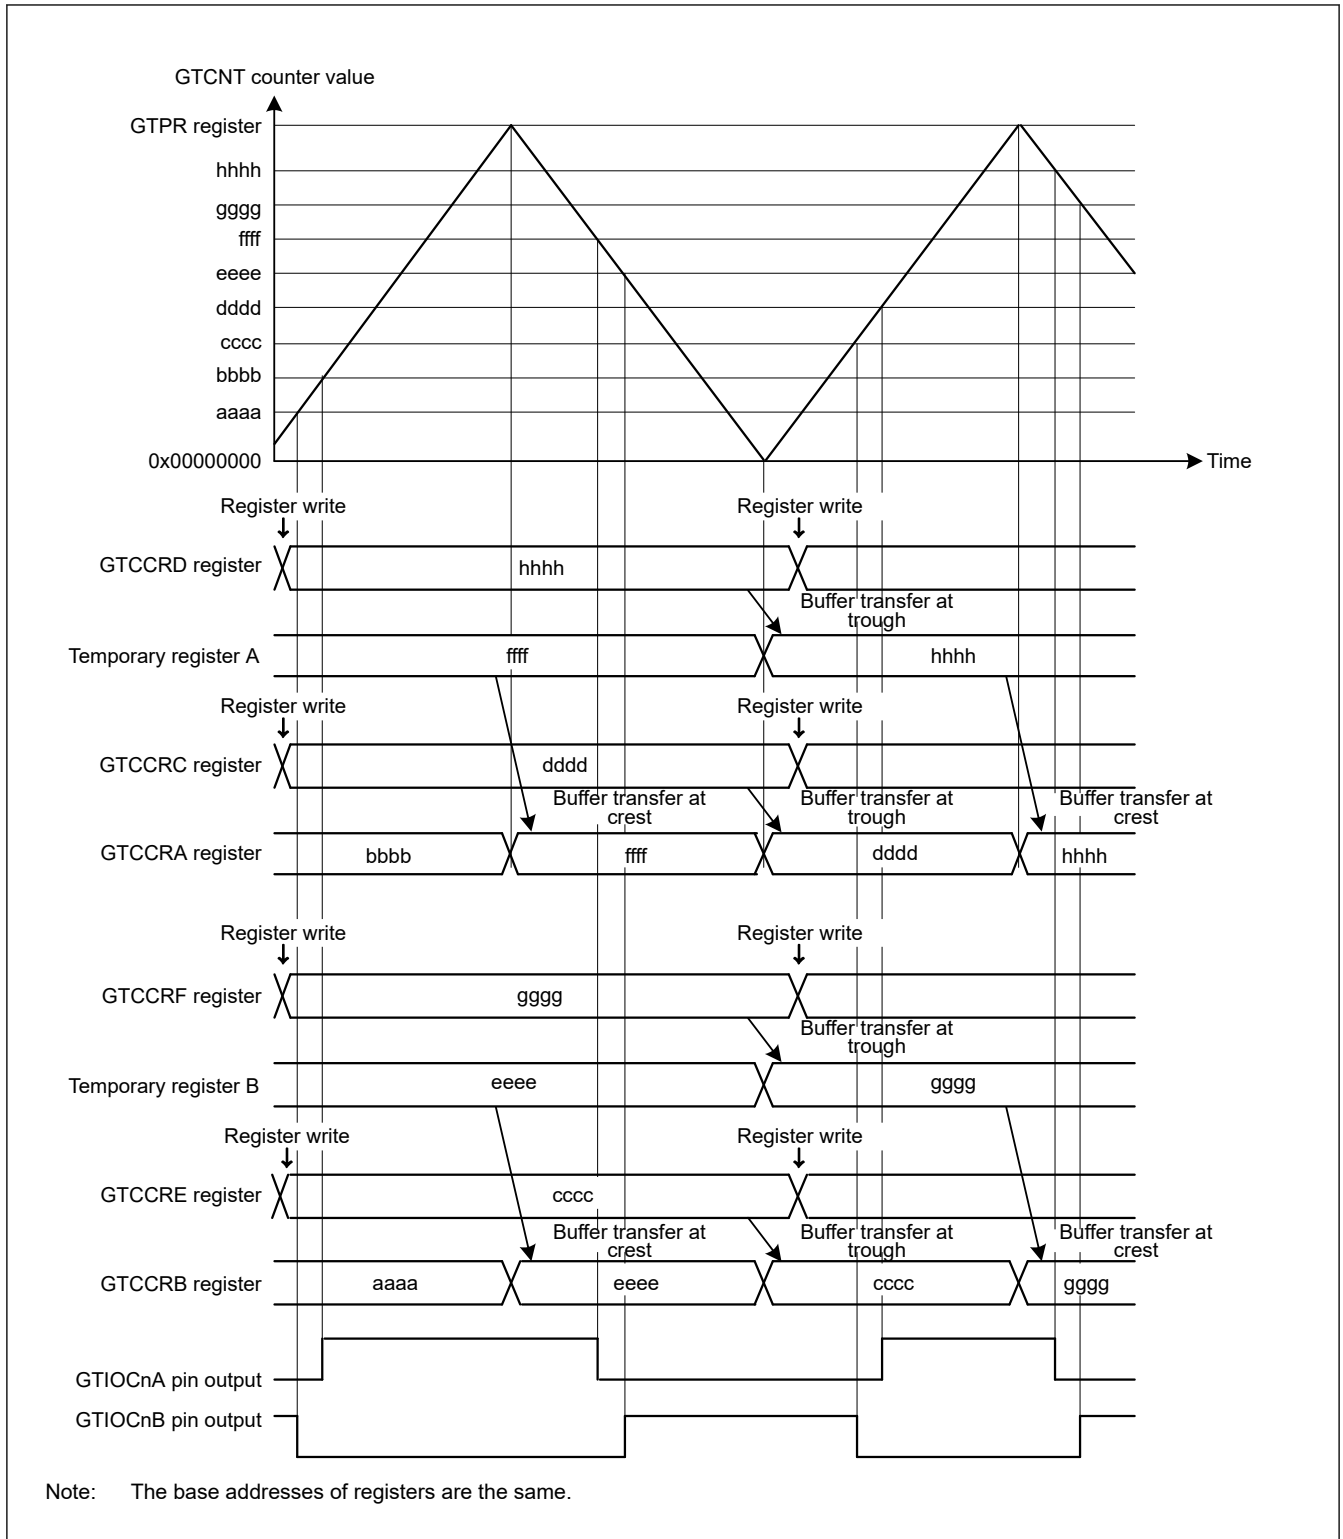 GTCNT counter value
GTPR register
hhhh
gggg
ffff
eeee
dddd
cccc
bbbb
aaaa
0x00000000
Time
Register write
Register write
GTCCRD register
hhhh
Buffer transfer at
trough
Temporary register A
ffff
hhhh
Register write
Register write
GTCCRC register
dddd
Buffer transfer at
crest
Buffer transfer at
trough
Buffer transfer at
crest
GTCCRA register
bbbb
ffff
dddd
hhhh
Register write
Register write
GTCCRF register
gggg
Buffer transfer at
trough
Temporary register B
eeee
gggg
Register write
Register write
GTCCRE register
cccc
Buffer transfer at
crest
Buffer transfer at
trough
Buffer transfer at
crest
GTCCRB register
aaaa
eeee
cccc
gggg
GTIOCnA pin output
GTIOCnB pin output
Note: The base addresses of registers are the same.